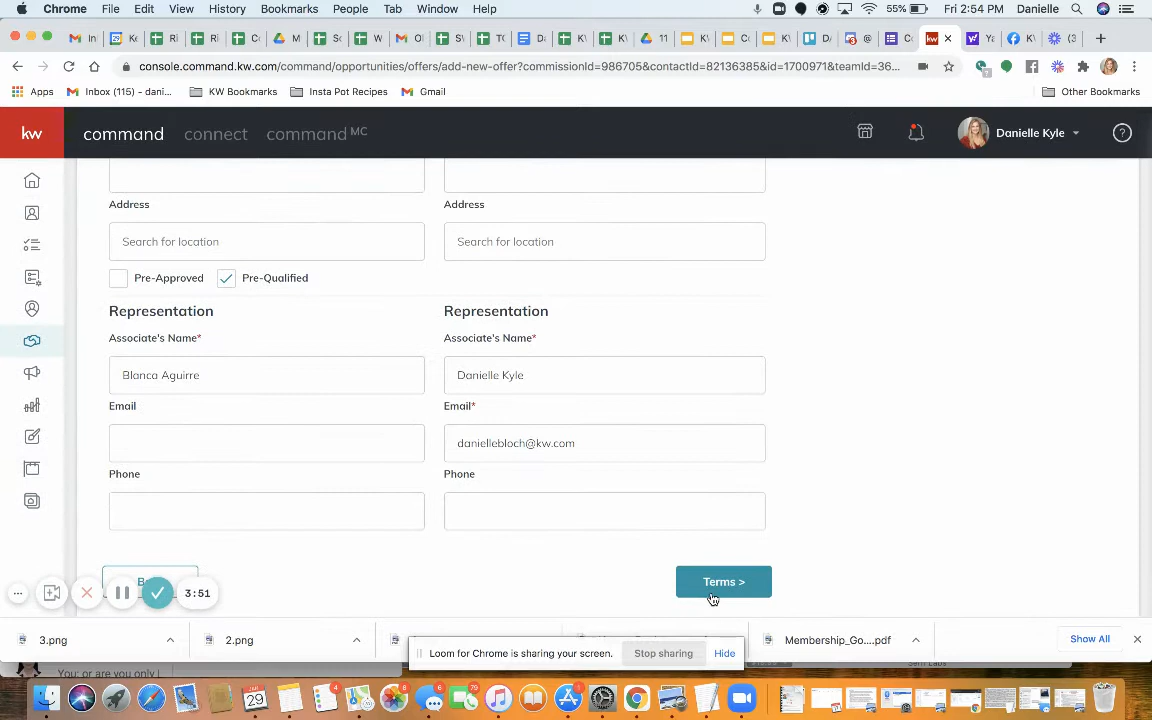 Chrome File Edit View History Bookmarks People Tab Window Help 55% Fri 2:54 PM Danielle
console.command.kw.com/command/opportunities/offers/add-new-offer?commissionId=986705&contactId=82136385&id=1700971&teamId=36...
Apps Inbox (115) - dani... KW Bookmarks Insta Pot Recipes Gmail Other Bookmarks
kw command connect command MC Danielle Kyle
Address Address
Search for location Search for location
Pre-Approved Pre-Qualified
Representation Representation
Associate's Name* Associate's Name*
Blanca Aguirre Danielle Kyle
Email Email*
daniellebloch@kw.com
Phone Phone
Terms >
3:51
3.png 2.png Membership_Go....pdf Show All
Loom for Chrome is sharing your screen. Stop sharing Hide
You: or are you only l